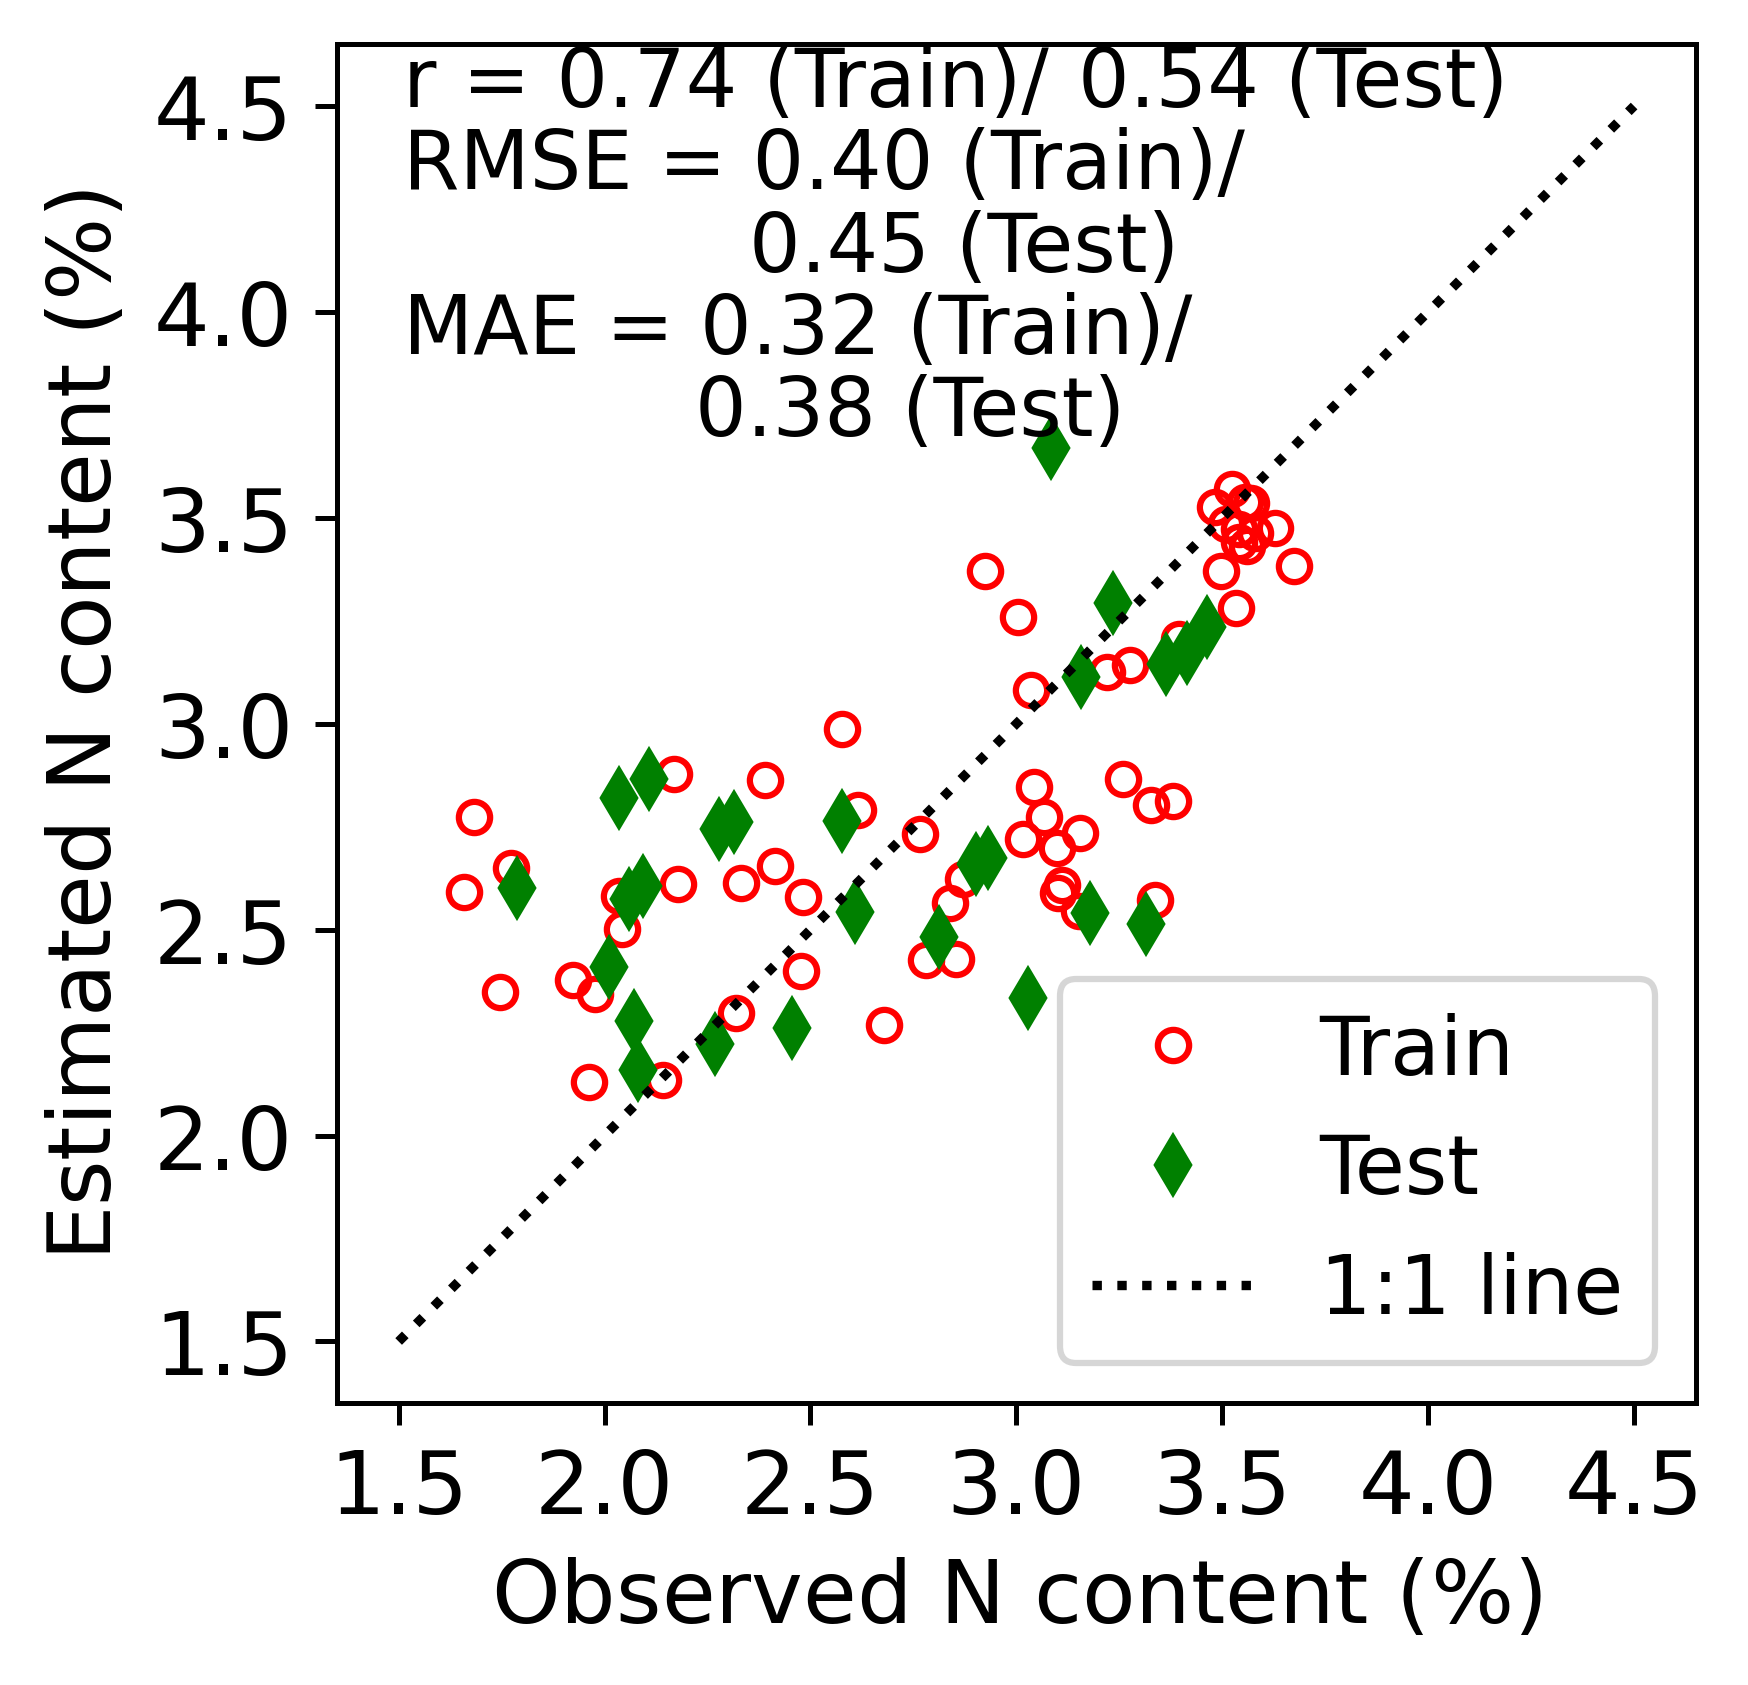 r = 0.74 (Train)/ 0.54 (Test)
RMSE = 0.40 (Train)/
0.45 (Test)
MAE = 0.32 (Train)/
0.38 (Test)
4.5
4.0
3.5
3.0
2.5
2.0
1.5
Estimated N content (%)
Train
Test
1:1 line
1.5 2.0 2.5 3.0 3.5 4.0 4.5
Observed N content (%)